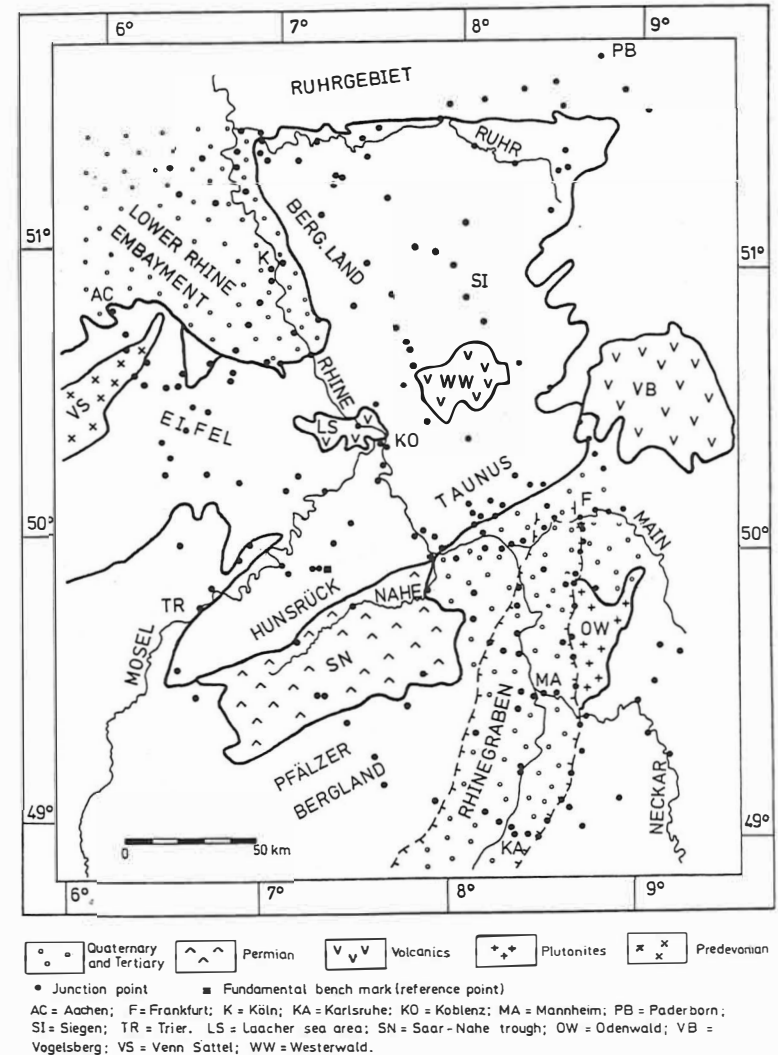 6° 7° 8° 9°
PB
RUHRGEBIET
RUHR
51° 51°
LOWER RHINE
EMBAYMENT
BERG. LAND
K
SI
AC
VS
RHINE
WW
VB
EIFEL
LS
KO
TAUNUS
50° 50°
F
MAIN
TR
HUNSRÜCK
NAHE
MOSEL
SN
OW
MA
RHINEGRABEN
PFÄLZER
BERGLAND
NECKAR
49° 49°
KA
0 50 km
6° 7° 8° 9°
Quaternary and Tertiary Permian Volcanics Plutonites Predevonian
Junction point Fundamental bench mark (reference point)
AC = Aachen; F= Frankfurt; K = Köln; KA = Karlsruhe; KO = Koblenz; MA = Mannheim; PB = Paderborn;
SI = Siegen; TR = Trier. LS = Laacher sea area; SN = Saar-Nahe trough; OW = Odenwald; VB =
Vogelsberg; VS = Venn Sattel; WW = Westerwald.